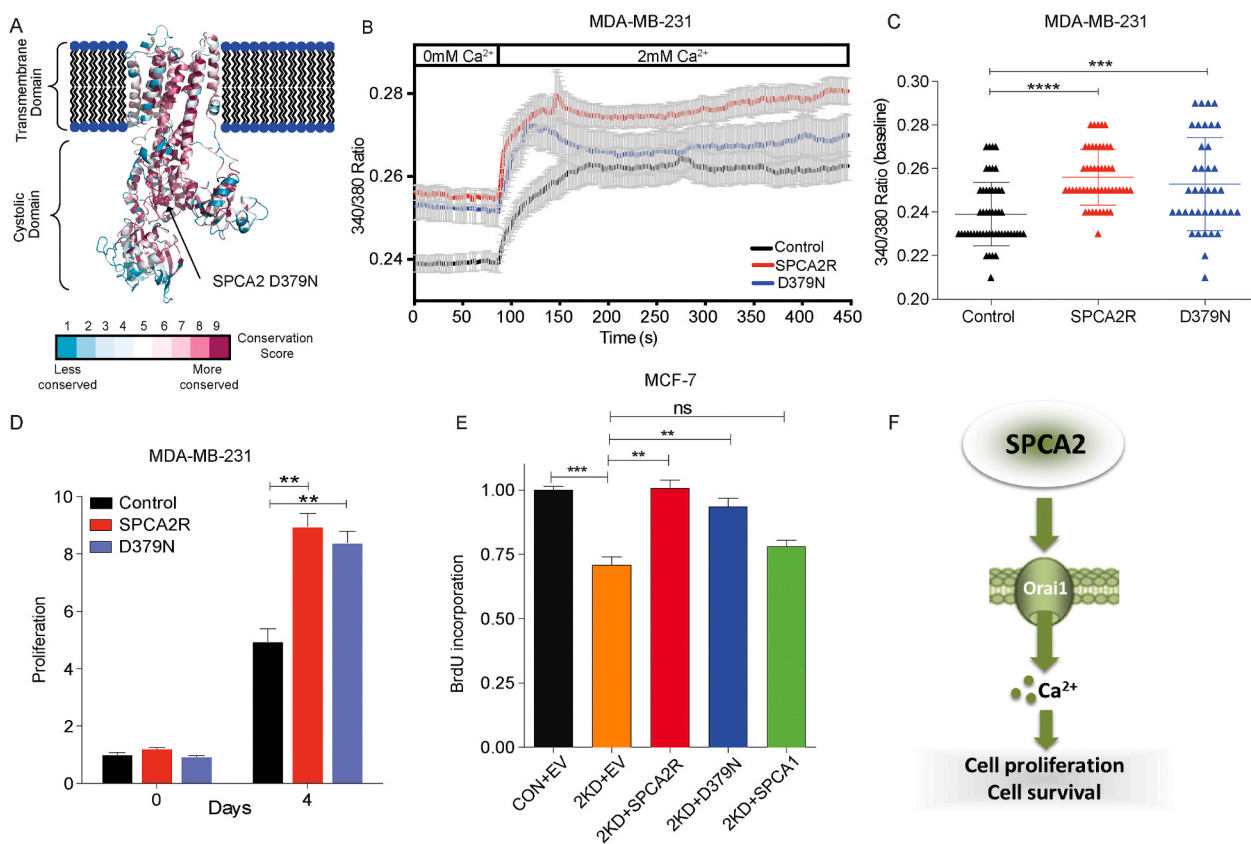 A
Transmembrane
Domain
Cystolic
Domain
SPCA2 D379N
1 2 3 4 5 6 7 8 9
Conservation
Score
Less
conserved
More
conserved
B
MDA-MB-231
0mM Ca²⁺
2mM Ca²⁺
340/380 Ratio
0.28
0.26
0.24
Control
SPCA2R
D379N
0 50 100 150 200 250 300 350 400 450
Time (s)
C
MDA-MB-231
***
****
340/380 Ratio (baseline)
0.30
0.28
0.26
0.24
0.22
0.20
Control SPCA2R D379N
D
MDA-MB-231
**
**
Control
SPCA2R
D379N
Proliferation
10
8
6
4
2
0
0 4
Days
E
MCF-7
ns
**
*** **
BrdU incorporation
1.00
0.75
0.50
0.25
0.00
CON+EV
2KD+EV
2KD+SPCA2R
2KD+D379N
2KD+SPCA1
F
SPCA2
Orai1
Ca²⁺
Cell proliferation
Cell survival